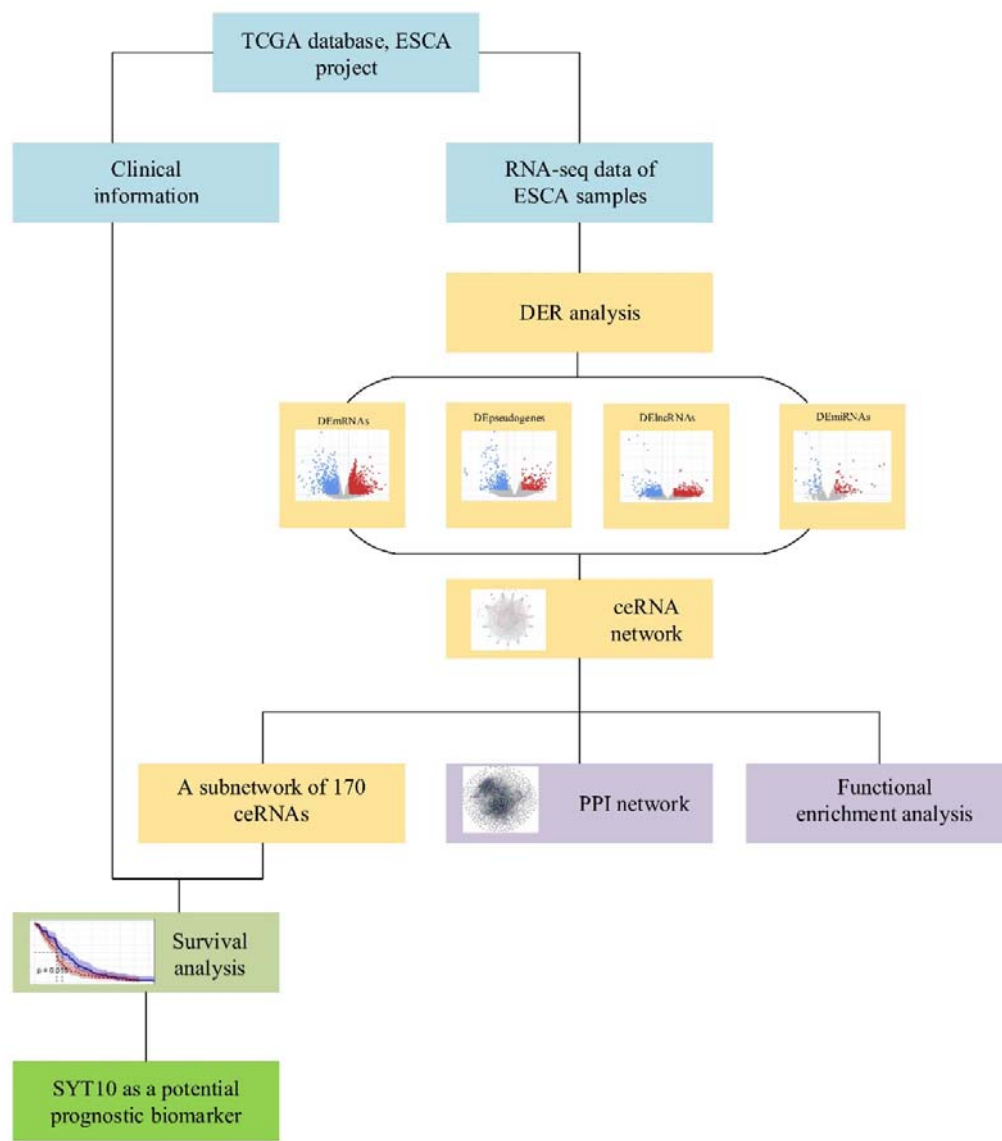 TCGA database, ESCA
project
Clinical
information
RNA-seq data of
ESCA samples
DER analysis
DEmRNAs
DEpseudogenes
DElncRNAs
DEmiRNAs
ceRNA
network
A subnetwork of 170
ceRNAs
PPI network
Functional
enrichment analysis
Survival
analysis
SYT10 as a potential
prognostic biomarker